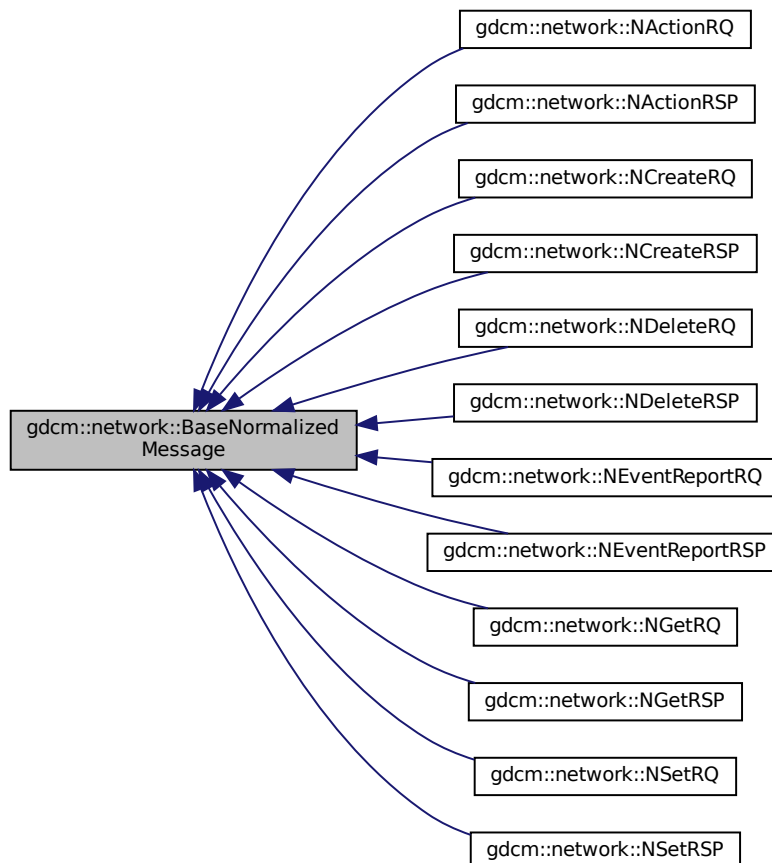 gdcm::network::NActionRQ
gdcm::network::NActionRSP
gdcm::network::NCreateRQ
gdcm::network::NCreateRSP
gdcm::network::NDeleteRQ
gdcm::network::NDeleteRSP
gdcm::network::BaseNormalized
Message
gdcm::network::NEventReportRQ
gdcm::network::NEventReportRSP
gdcm::network::NGetRQ
gdcm::network::NGetRSP
gdcm::network::NSetRQ
gdcm::network::NSetRSP